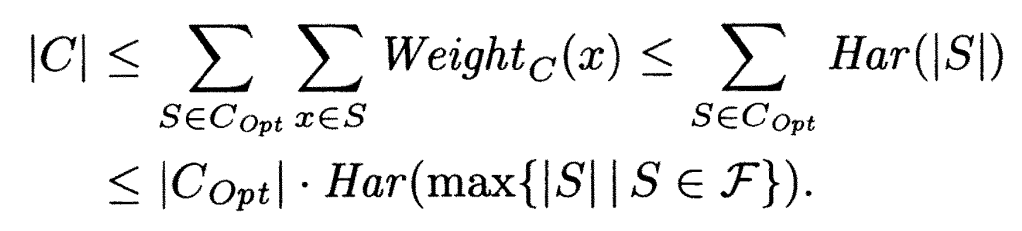 |C| ≤ ∑_{S∈C_{Opt}} ∑_{x∈S} Weight_C(x) ≤ ∑_{S∈C_{Opt}} Har(|S|)
≤ |C_{Opt}| · Har(max{|S| | S ∈ ℱ}).